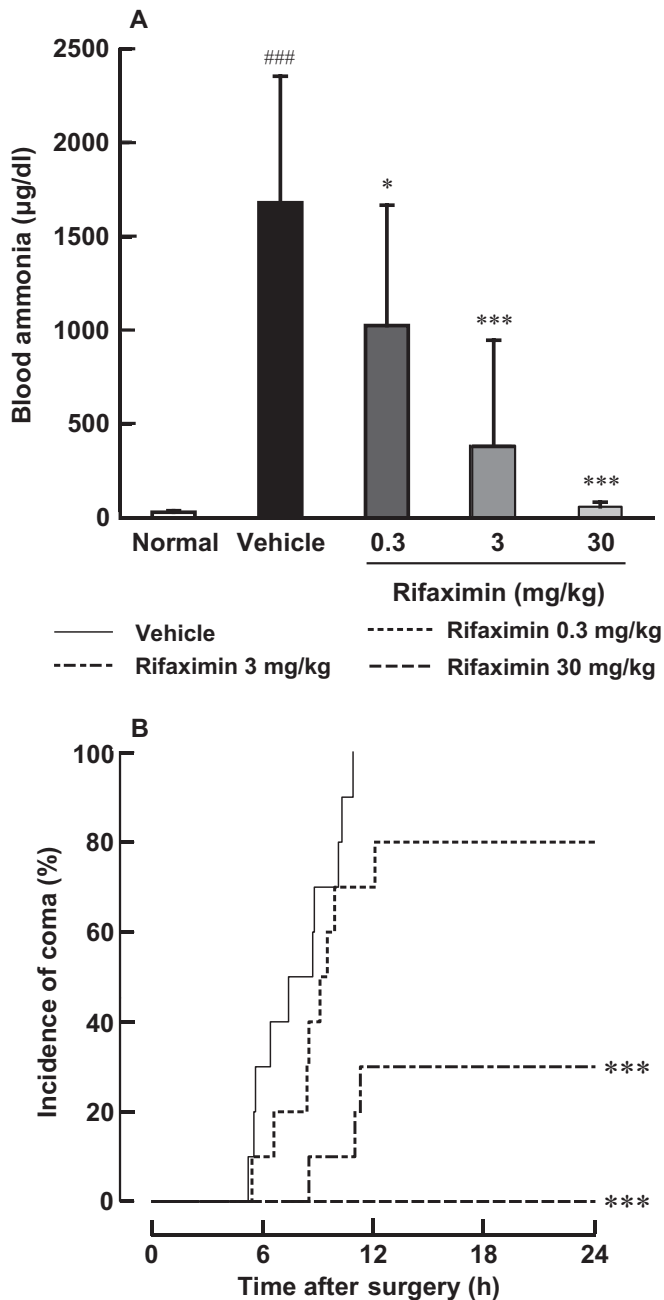 A
2500
2000
1500
1000
500
0
Blood ammonia (µg/dl)
###
*
***
***
Normal Vehicle 0.3 3 30
Rifaximin (mg/kg)
Vehicle Rifaximin 0.3 mg/kg
Rifaximin 3 mg/kg Rifaximin 30 mg/kg
B
100
80
60
40
20
0
Incidence of coma (%)
***
***
0 6 12 18 24
Time after surgery (h)